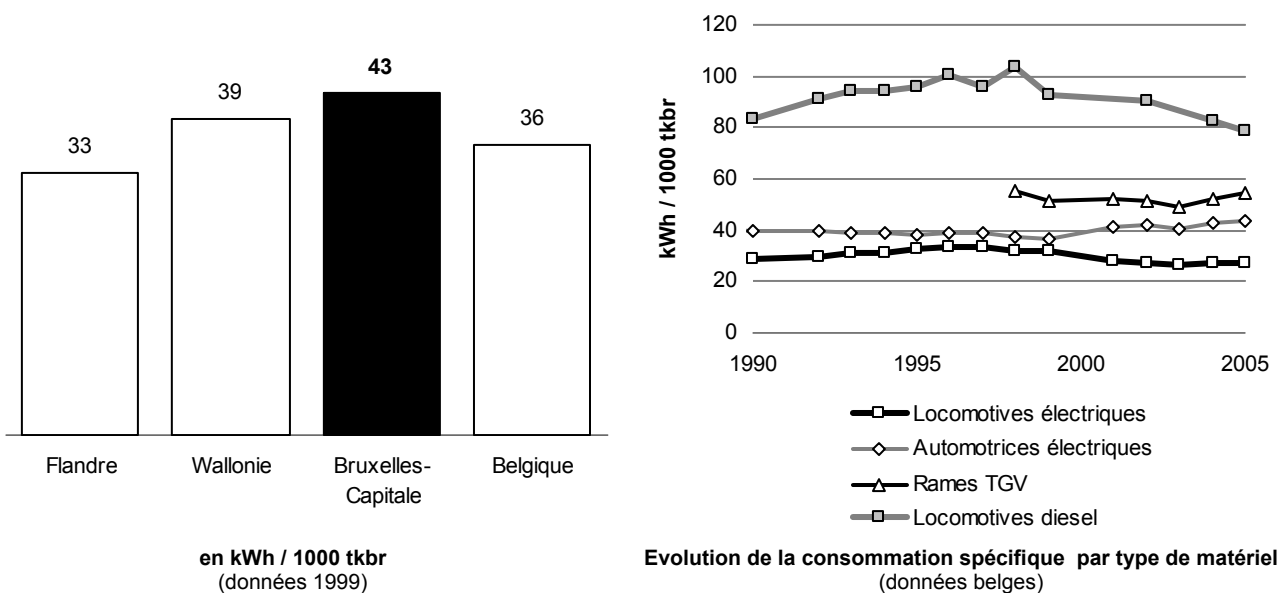 33
39
43
36
Flandre
Wallonie
Bruxelles-
Capitale
Belgique
en kWh / 1000 tkbr
(données 1999)
kWh / 1000 tkbr
120
100
80
60
40
20
0
1990
1995
2000
2005
Locomotives électriques
Automotrices électriques
Rames TGV
Locomotives diesel
Evolution de la consommation spécifique par type de matériel
(données belges)